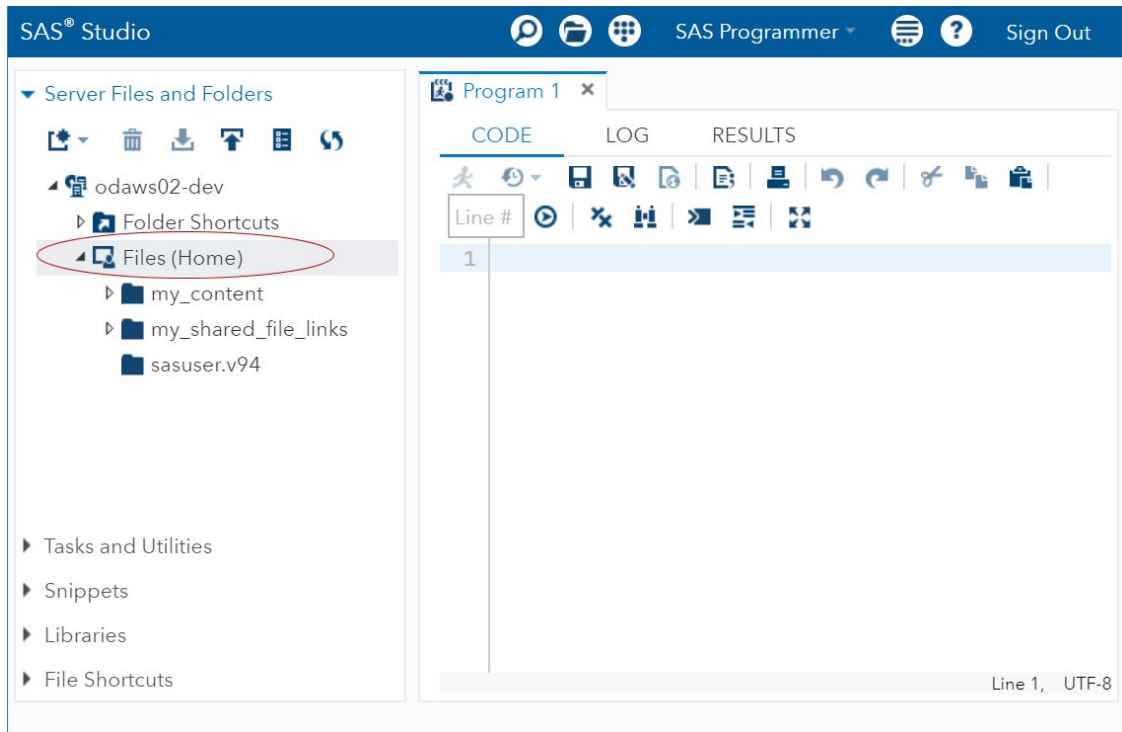 SAS® Studio
SAS Programmer
Sign Out
Server Files and Folders
odaws02-dev
Folder Shortcuts
Files (Home)
my_content
my_shared_file_links
sasuser.v94
Tasks and Utilities
Snippets
Libraries
File Shortcuts
Program 1
CODE LOG RESULTS
Line #
1
Line 1, UTF-8